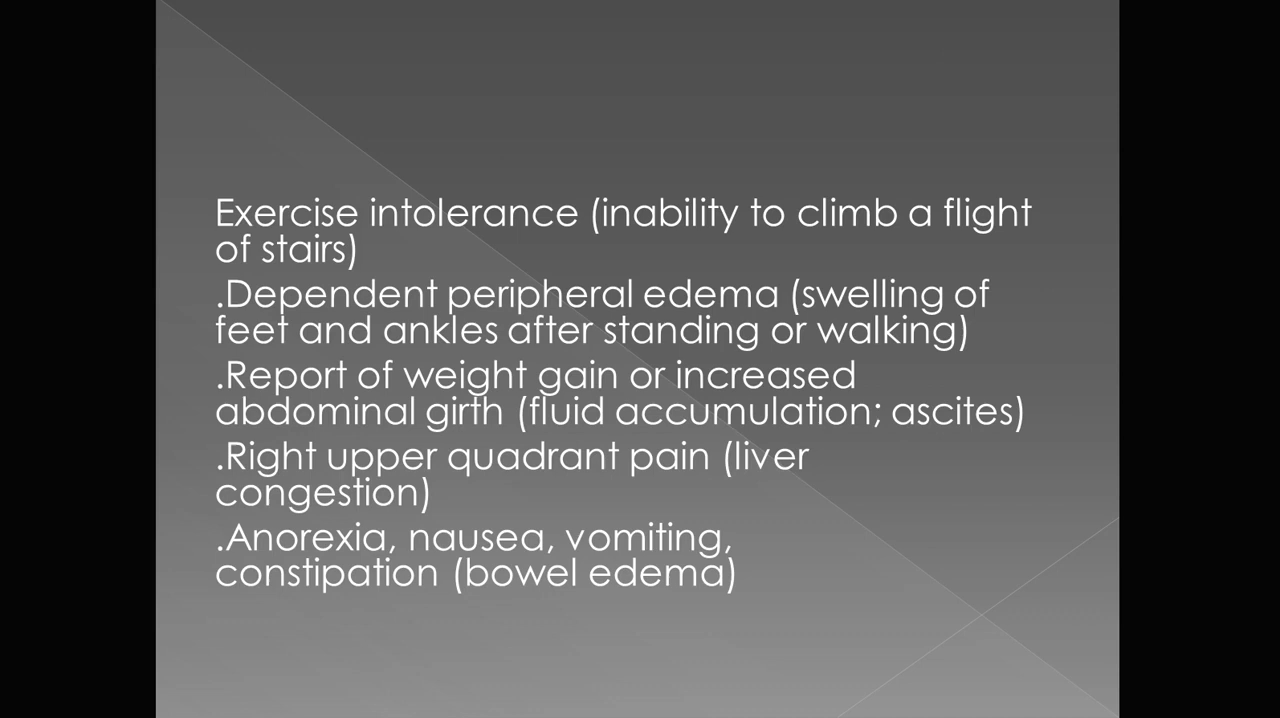 Exercise intolerance (inability to climb a flight
of stairs)
.Dependent peripheral edema (swelling of
feet and ankles after standing or walking)
.Report of weight gain or increased
abdominal girth (fluid accumulation; ascites)
.Right upper quadrant pain (liver
congestion)
.Anorexia, nausea, vomiting,
constipation (bowel edema)